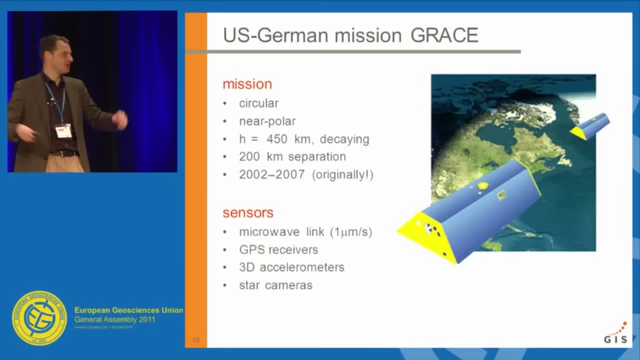 US-German mission GRACE
mission
• circular
• near-polar
• h = 450 km, decaying
• 200 km separation
• 2002–2007 (originally!)
sensors
• microwave link (1μm/s)
• GPS receivers
• 3D accelerometers
• star cameras
European Geosciences Union
General Assembly 2011
GIS